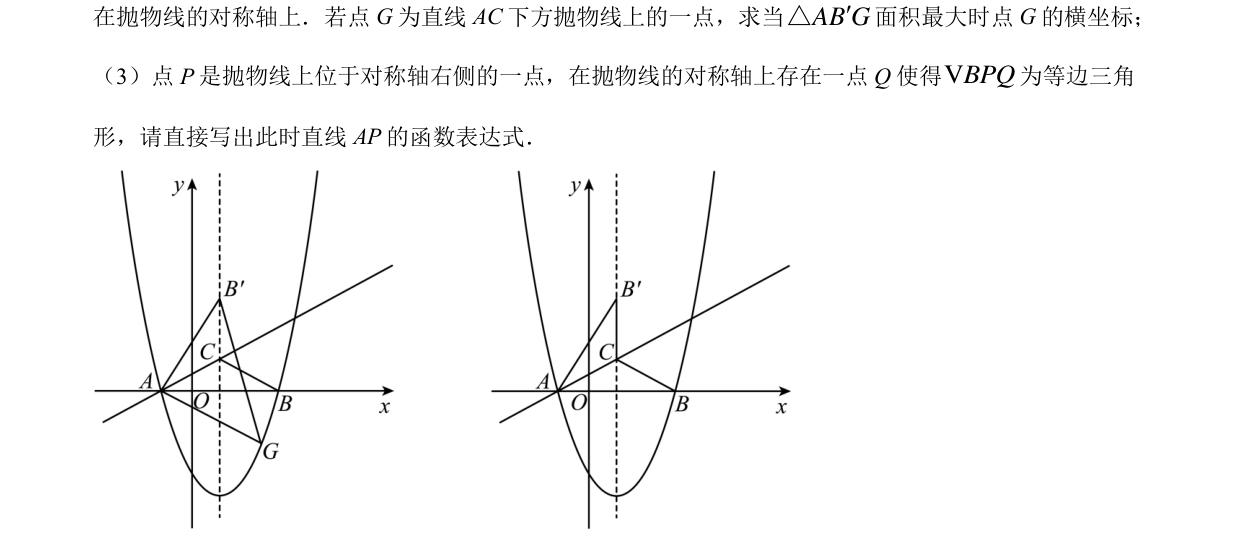 在抛物线的对称轴上．若点 G 为直线 AC 下方抛物线上的一点，求当△AB′G 面积最大时点 G 的横坐标；
（3）点 P 是抛物线上位于对称轴右侧的一点，在抛物线的对称轴上存在一点 Q 使得VBPQ 为等边三角
形，请直接写出此时直线 AP 的函数表达式．
y
B′
C
A
O
B
x
G
y
B′
C
A
O
B
x